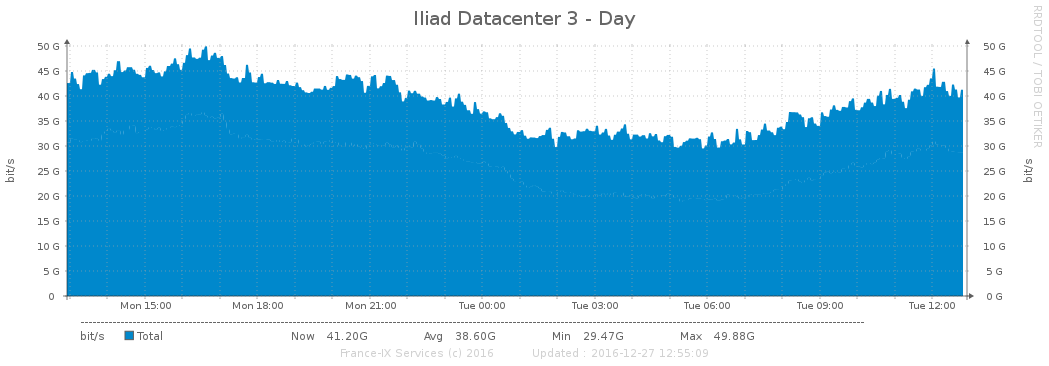 Iliad Datacenter 3 - Day
RRDTOOL / TOBI OETIKER
50 G 50 G
45 G 45 G
40 G 40 G
35 G 35 G
30 G 30 G
25 G 25 G
20 G 20 G
15 G 15 G
10 G 10 G
5 G 5 G
0 0 G
bit/s bit/s
Mon 15:00 Mon 18:00 Mon 21:00 Tue 00:00 Tue 03:00 Tue 06:00 Tue 09:00 Tue 12:00
bit/s Total Now 41.20G Avg 38.60G Min 29.47G Max 49.88G
France-IX Services (c) 2016 Updated : 2016-12-27 12:55:09